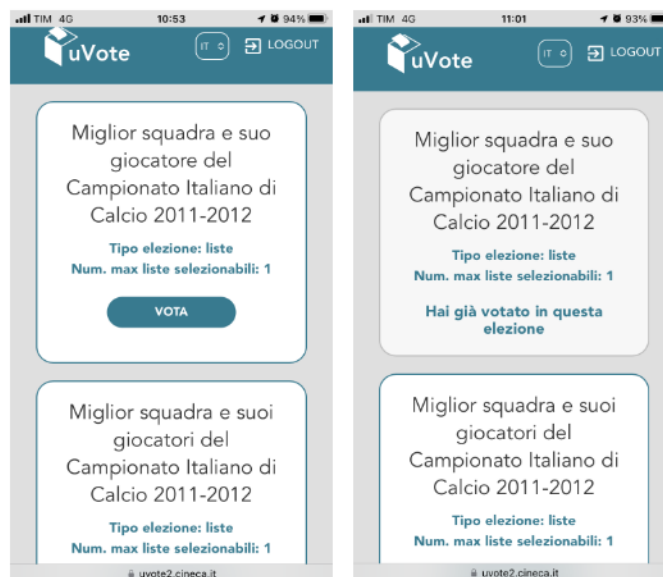 TIM 4G 10:53 94%
uVote IT LOGOUT
Miglior squadra e suo
giocatore del
Campionato Italiano di
Calcio 2011-2012
Tipo elezione: liste
Num. max liste selezionabili: 1
VOTA
Miglior squadra e suoi
giocatori del
Campionato Italiano di
Calcio 2011-2012
Tipo elezione: liste
Num. max liste selezionabili: 1
uvote2.cineca.it
TIM 4G 11:01 93%
uVote IT LOGOUT
Miglior squadra e suo
giocatore del
Campionato Italiano di
Calcio 2011-2012
Tipo elezione: liste
Num. max liste selezionabili: 1
Hai già votato in questa
elezione
Miglior squadra e suoi
giocatori del
Campionato Italiano di
Calcio 2011-2012
Tipo elezione: liste
Num. max liste selezionabili: 1
uvote2.cineca.it